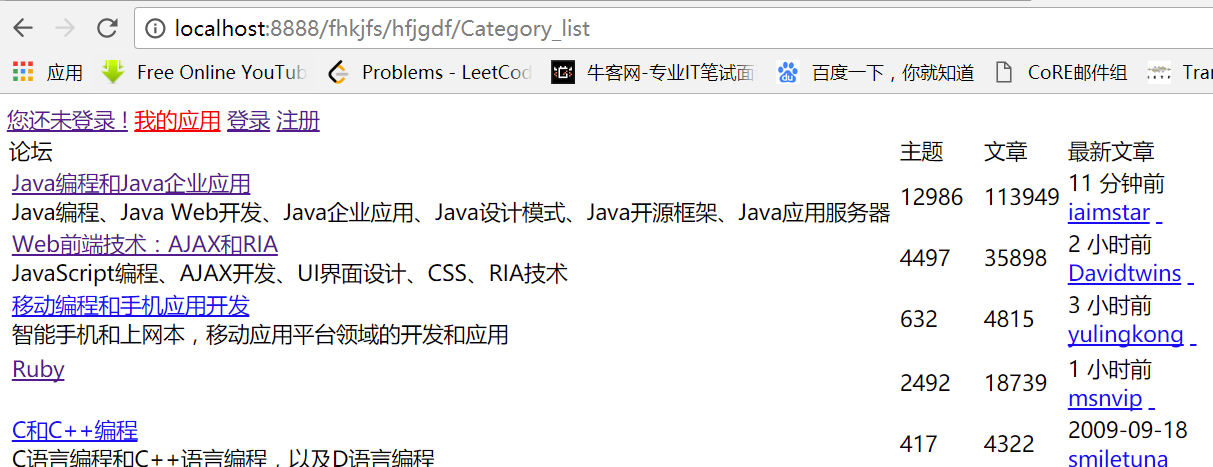 localhost:8888/fhkjfs/hfjgdf/Category_list
应用 Free Online YouTub Problems - LeetCod 牛客网-专业IT笔试面 百度一下，你就知道 CoRE邮件组 Tran
您还未登录 ! 我的应用 登录 注册
论坛 主题 文章 最新文章
Java编程和Java企业应用
Java编程、Java Web开发、Java企业应用、Java设计模式、Java开源框架、Java应用服务器
12986 113949
11 分钟前
iaimstar
Web前端技术：AJAX和RIA
JavaScript编程、AJAX开发、UI界面设计、CSS、RIA技术
4497 35898
2 小时前
Davidtwins
移动编程和手机应用开发
智能手机和上网本，移动应用平台领域的开发和应用
632 4815
3 小时前
yulingkong
Ruby
2492 18739
1 小时前
msnvip
C和C++编程
C语言编程和C++语言编程，以及D语言编程
417 4322
2009-09-18
smiletuna